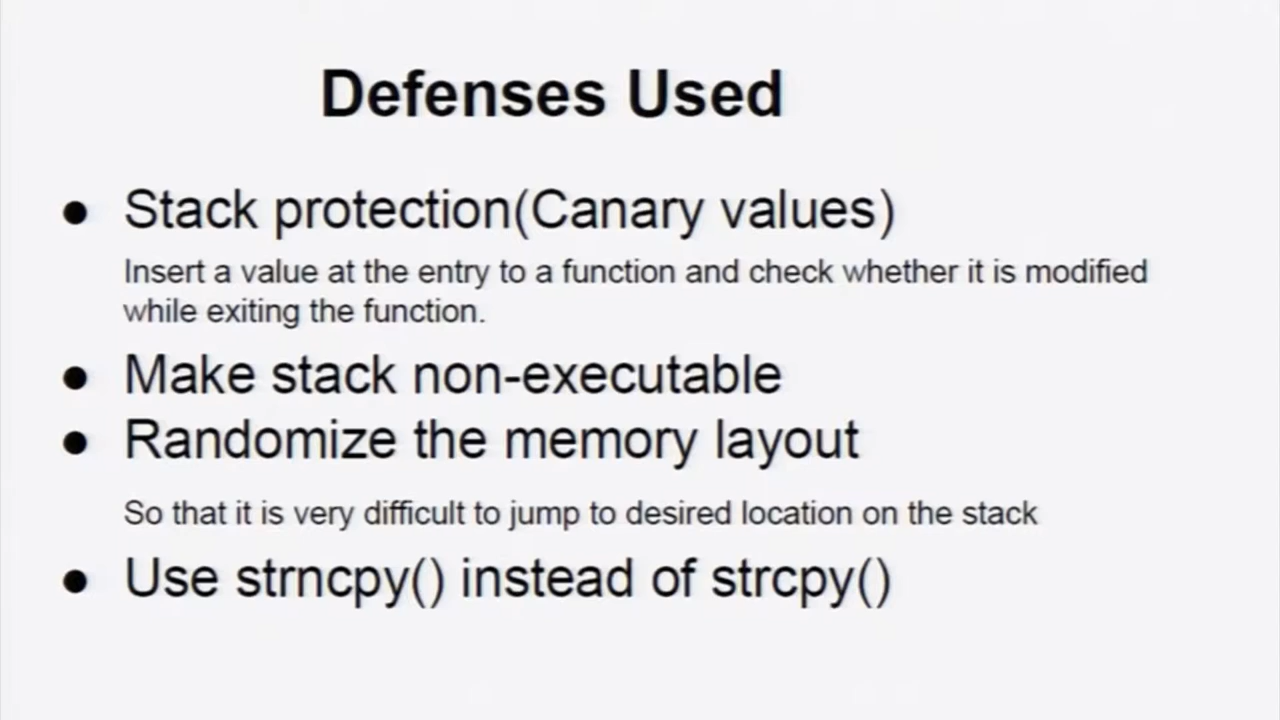 Defenses Used
● Stack protection(Canary values)
Insert a value at the entry to a function and check whether it is modified
while exiting the function.
● Make stack non-executable
● Randomize the memory layout
So that it is very difficult to jump to desired location on the stack
● Use strncpy() instead of strcpy()